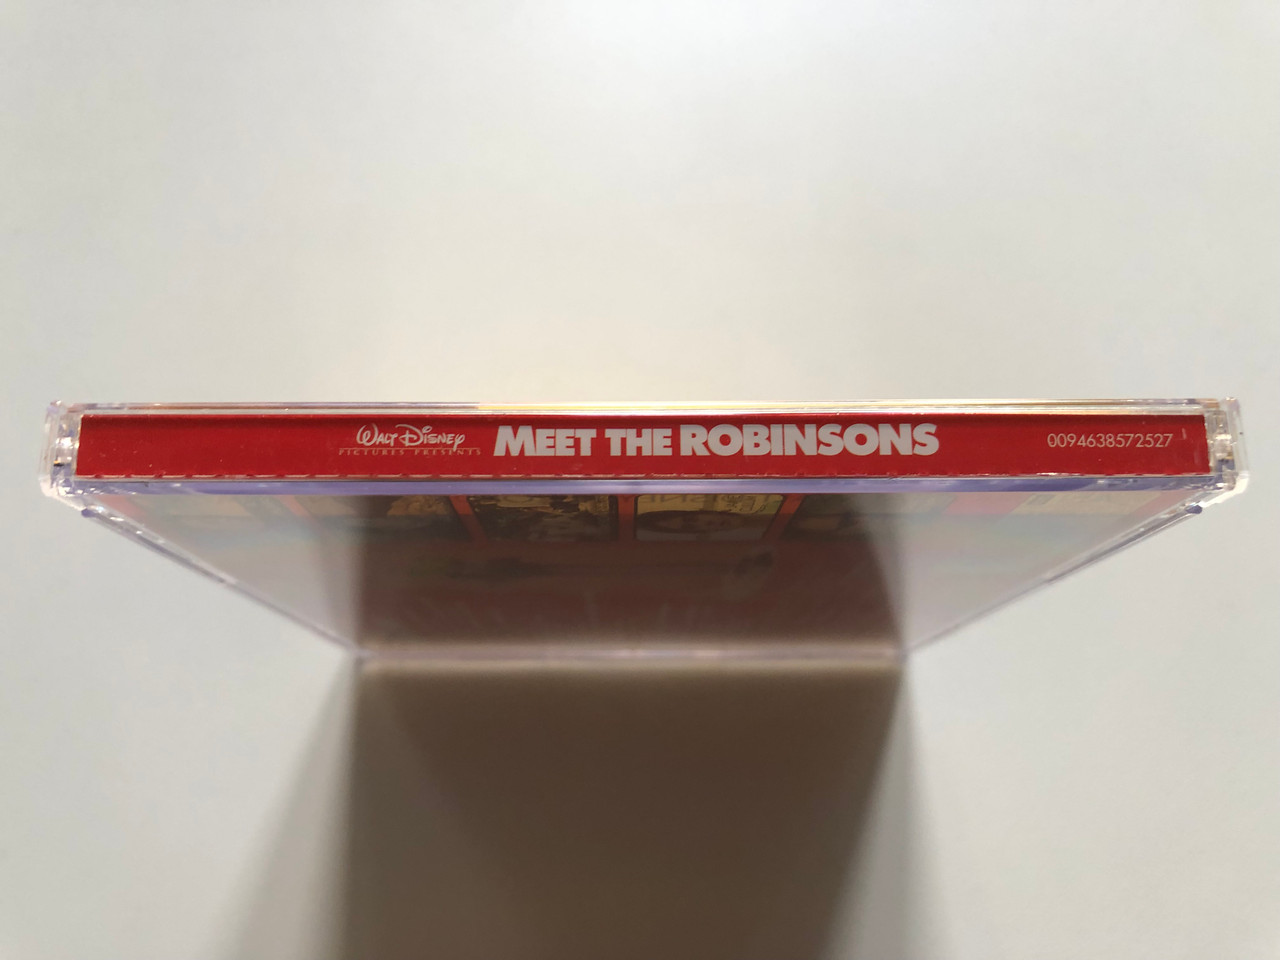 WALT DISNEY
PICTURES PRESENTS
MEET THE ROBINSONS
0094638572527